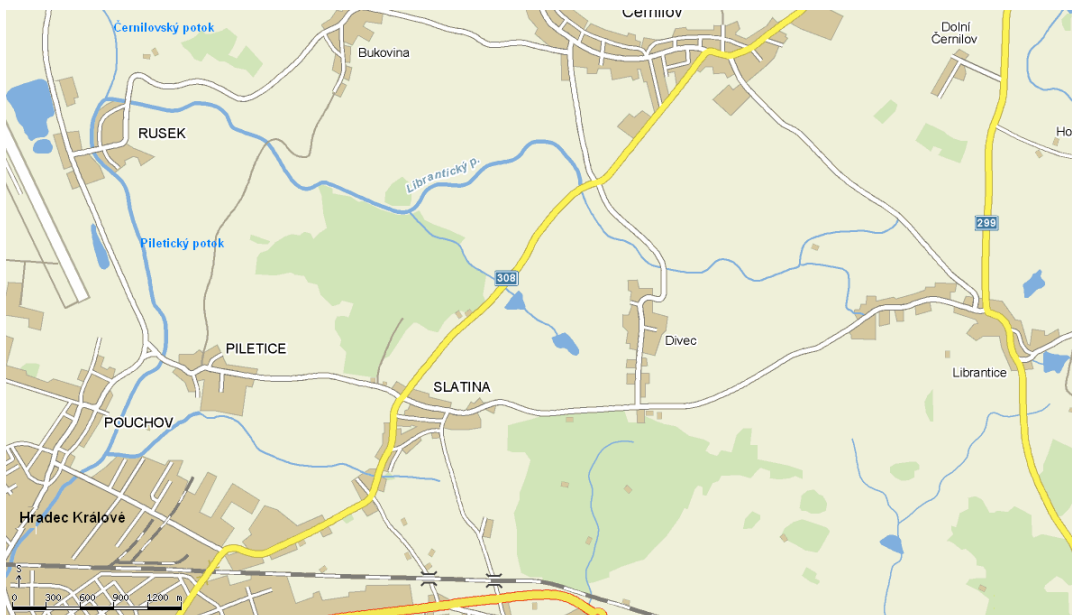 Černilovský potok
Bukovina
Černilov
Dolní
Černilov
RUSEK
Ho
Librantický p.
299
Piletický potok
308
PILETICE
Divec
SLATINA
Librantice
POUCHOV
Hradec Králové
S
0 300 600 900 1200 m